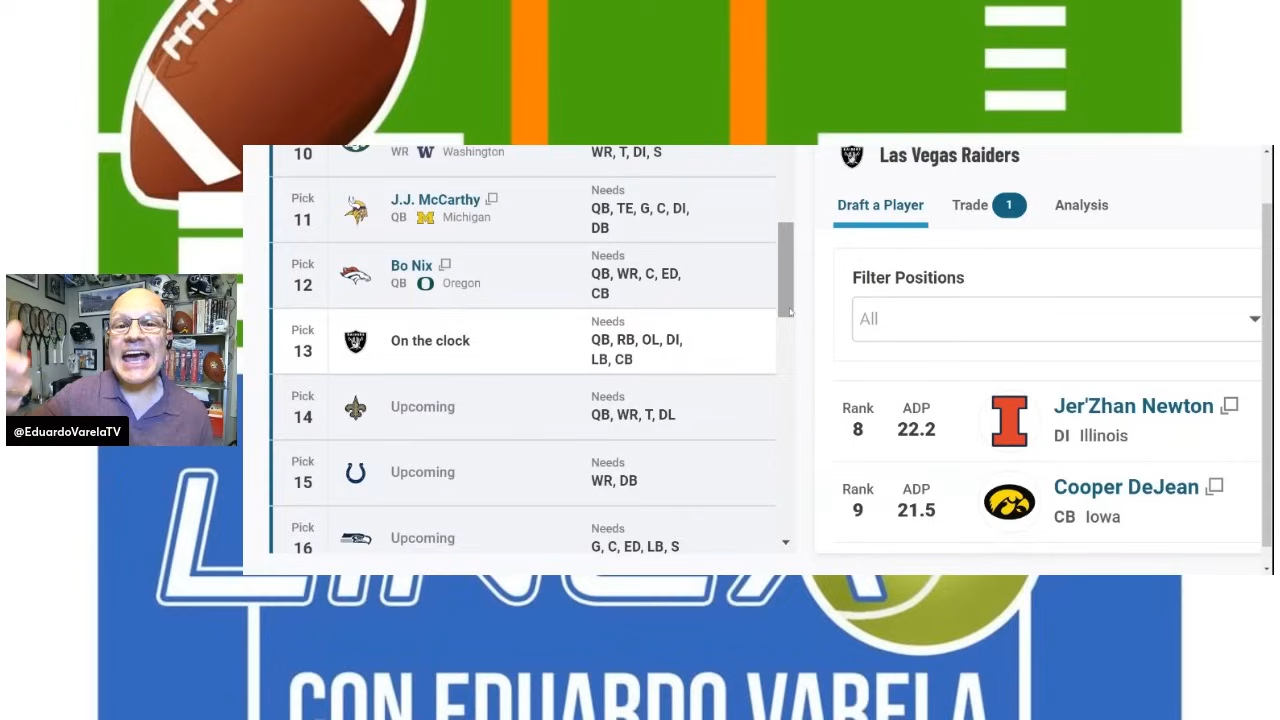 10
WR Washington
WR, T, DI, S
Pick
11
J.J. McCarthy
QB M Michigan
Needs
QB, TE, G, C, DI,
DB
Pick
12
Bo Nix
QB Oregon
Needs
QB, WR, C, ED,
CB
Pick
13
RAIDERS
On the clock
Needs
QB, RB, OL, DI,
LB, CB
Pick
14
Upcoming
Needs
QB, WR, T, DL
Pick
15
Upcoming
Needs
WR, DB
Pick
16
Upcoming
Needs
G, C, ED, LB, S
RAIDERS
Las Vegas Raiders
Draft a Player
Trade 1
Analysis
Filter Positions
All
Rank
8
ADP
22.2
I
Jer'Zhan Newton
DI Illinois
Rank
9
ADP
21.5
Cooper DeJean
CB Iowa
@EduardoVarelaTV
CON EDUARDO VARELA